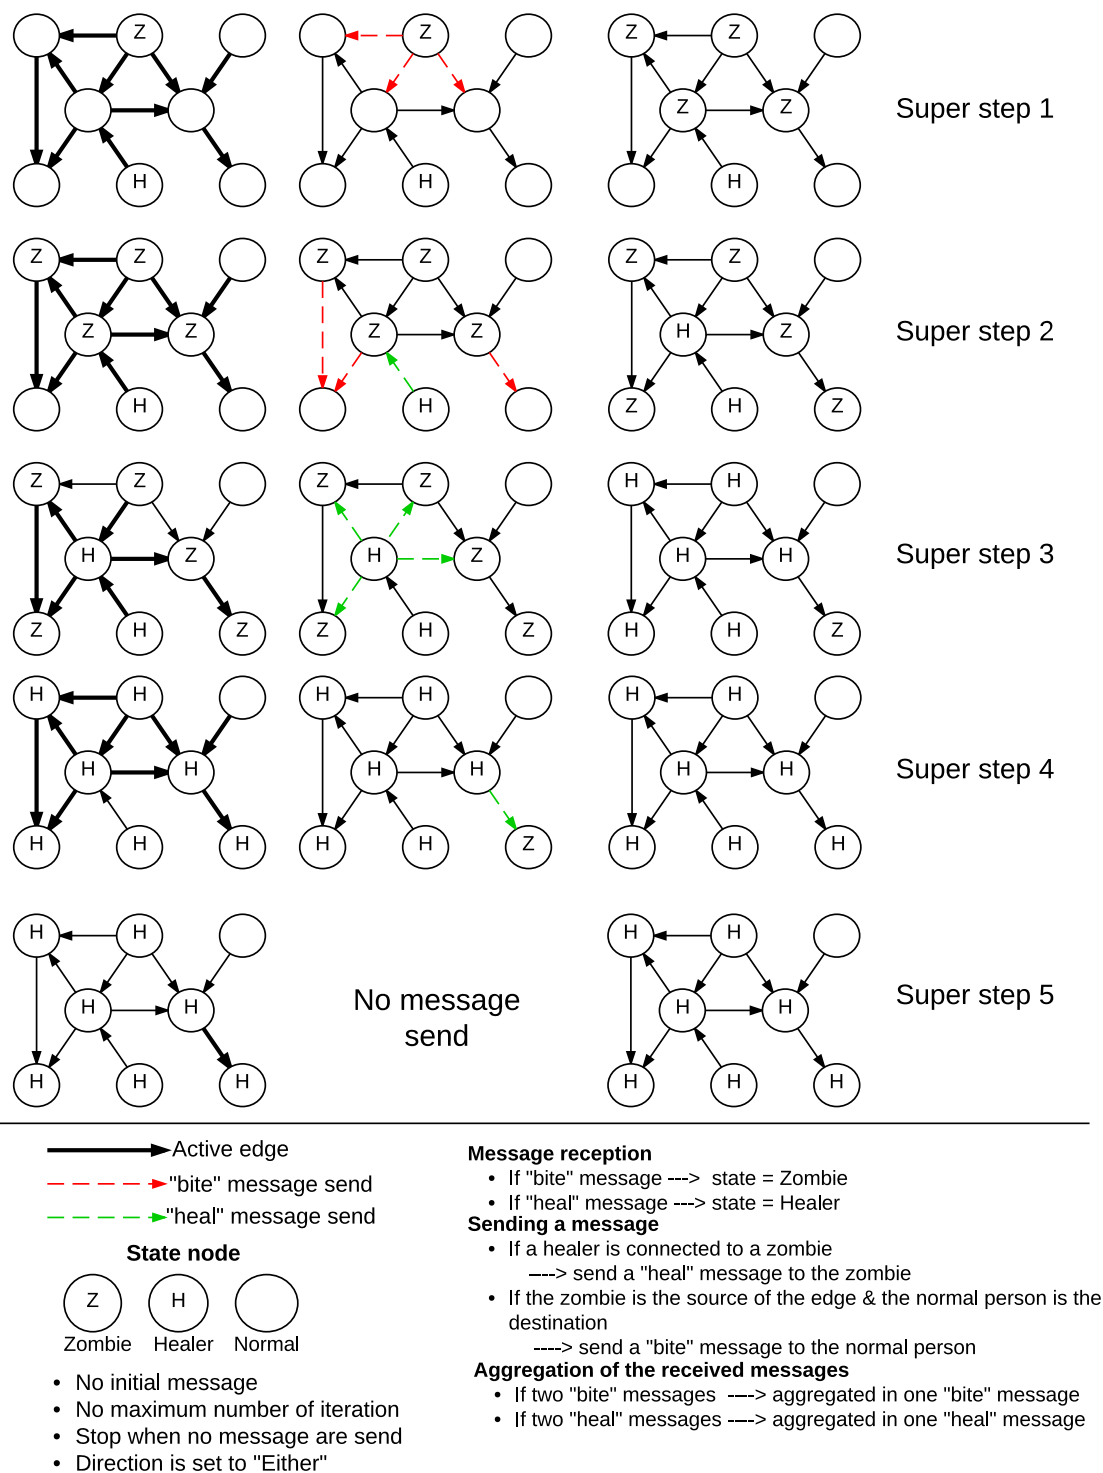 Z Z Z Z
Z Z Super step 1
H H H
Z Z Z Z Z Z
Z Z Z Z H Z Super step 2
H H Z H Z
Z Z Z Z H H
H Z H Z H H Super step 3
Z H Z Z H Z H H Z
H H H H H H
H H H H H H Super step 4
H H H H H Z H H H
H H H H
H H No message H H Super step 5
send
H H H H H H
Active edge
"bite" message send
"heal" message send
State node
Z H
Zombie Healer Normal
• No initial message
• No maximum number of iteration
• Stop when no message are send
• Direction is set to "Either"
Message reception
• If "bite" message ---> state = Zombie
• If "heal" message ---> state = Healer
Sending a message
• If a healer is connected to a zombie
----> send a "heal" message to the zombie
• If the zombie is the source of the edge & the normal person is the
destination
----> send a "bite" message to the normal person
Aggregation of the received messages
• If two "bite" messages ----> aggregated in one "bite" message
• If two "heal" messages ----> aggregated in one "heal" message